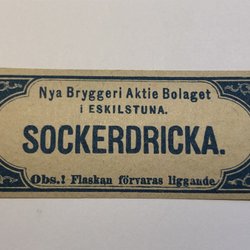 Nya Bryggeri Aktie Bolaget
i ESKILSTUNA.
SOCKERDRICKA.
Obs.! Flaskan förvaras liggande